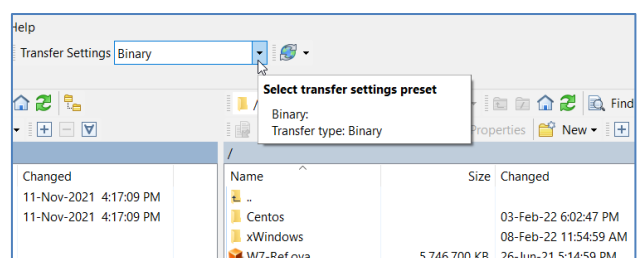 Help
Transfer Settings Binary
Select transfer settings preset
Binary:
Transfer type: Binary
Find
Properties New
/
Changed Name Size Changed
11-Nov-2021 4:17:09 PM ..
11-Nov-2021 4:17:09 PM Centos 03-Feb-22 6:02:47 PM
xWindows 08-Feb-22 11:54:59 AM
W7-Ref.ova 5,746,700 KB 26-Jun-21 5:14:59 PM